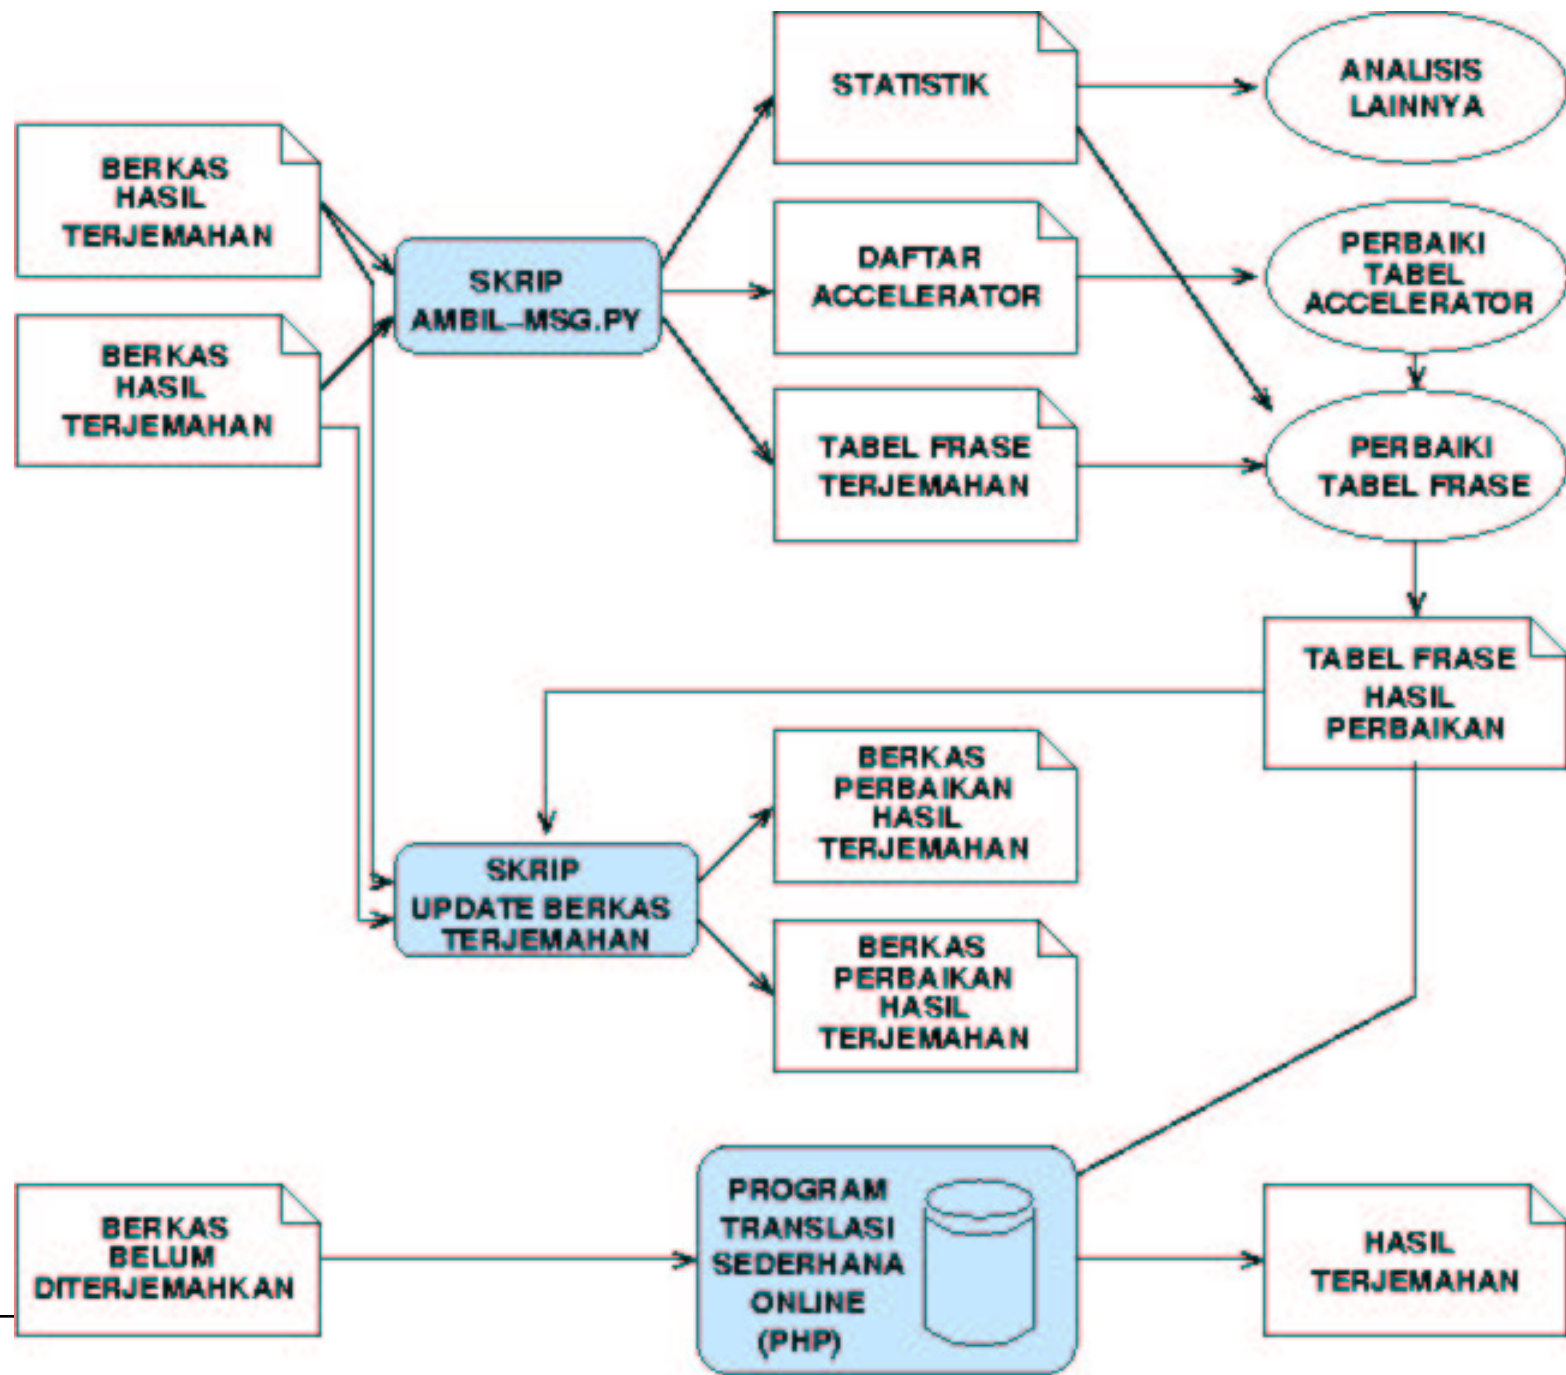 STATISTIK
ANALISIS
LAINNYA
BERKAS
HASIL
TERJEMAHAN
SKRIP
AMBIL-MSG.PY
DAFTAR
ACCELERATOR
PERBAIKI
TABEL
ACCELERATOR
BERKAS
HASIL
TERJEMAHAN
TABEL FRASE
TERJEMAHAN
PERBAIKI
TABEL FRASE
TABEL FRASE
HASIL
PERBAIKAN
BERKAS
PERBAIKAN
HASIL
TERJEMAHAN
SKRIP
UPDATE BERKAS
TERJEMAHAN
BERKAS
PERBAIKAN
HASIL
TERJEMAHAN
BERKAS
BELUM
DITERJEMAHKAN
PROGRAM
TRANSLASI
SEDERHANA
ONLINE
(PHP)
HASIL
TERJEMAHAN